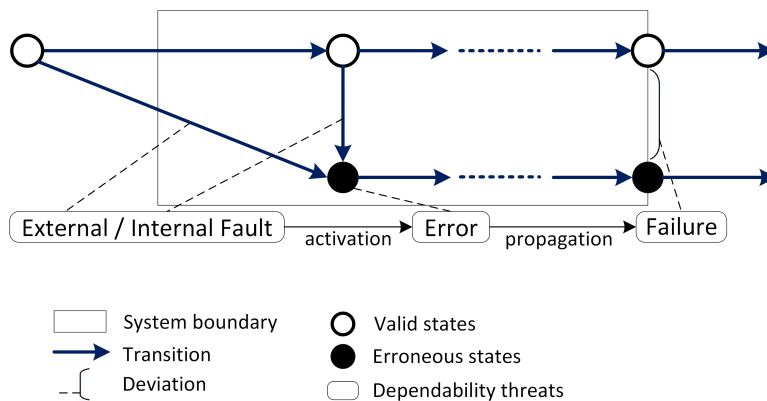 External / Internal Fault
activation
Error
propagation
Failure
System boundary
Valid states
Transition
Erroneous states
Deviation
Dependability threats